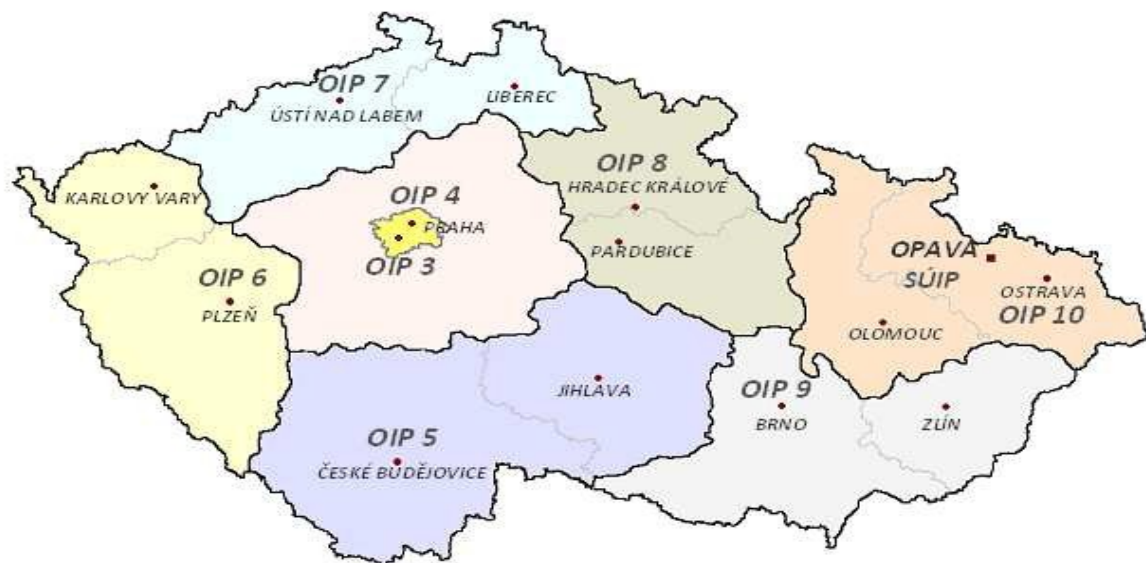 OIP 7
ÚSTÍ NAD LABEM
LIBEREC
KARLOVY VARY
OIP 4
PRAHA
OIP 3
OIP 8
HRADEC KRÁLOVÉ
PARDUBICE
OIP 6
PLZEŇ
OPAVA
SÚIP
OSTRAVA
OIP 10
OLOMOUC
JIHLAVA
OIP 9
BRNO
ZLÍN
OIP 5
ČESKÉ BUDĚJOVICE